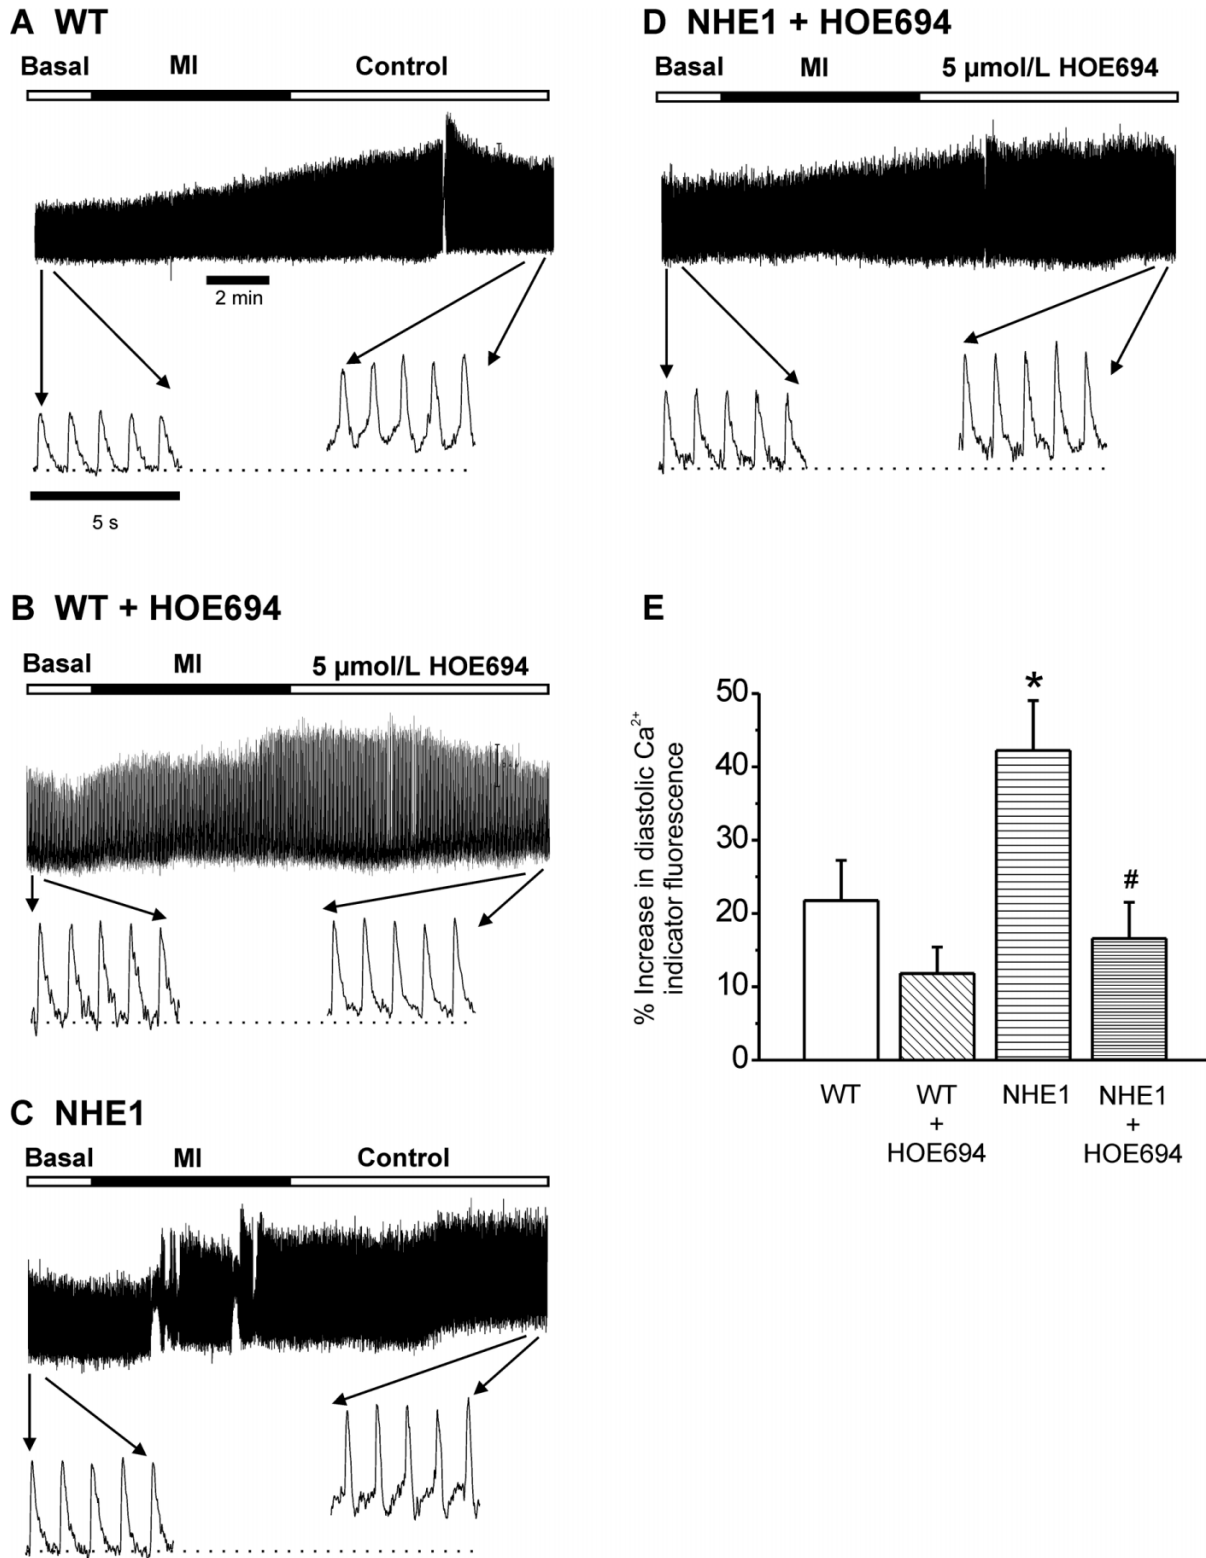 A WT
Basal MI Control
2 min
5 s
B WT + HOE694
Basal MI 5 µmol/L HOE694
C NHE1
Basal MI Control
D NHE1 + HOE694
Basal MI 5 µmol/L HOE694
E
% Increase in diastolic Ca²⁺
indicator fluorescence
50
40
30
20
10
0
*
#
WT
WT
+
HOE694
NHE1
NHE1
+
HOE694